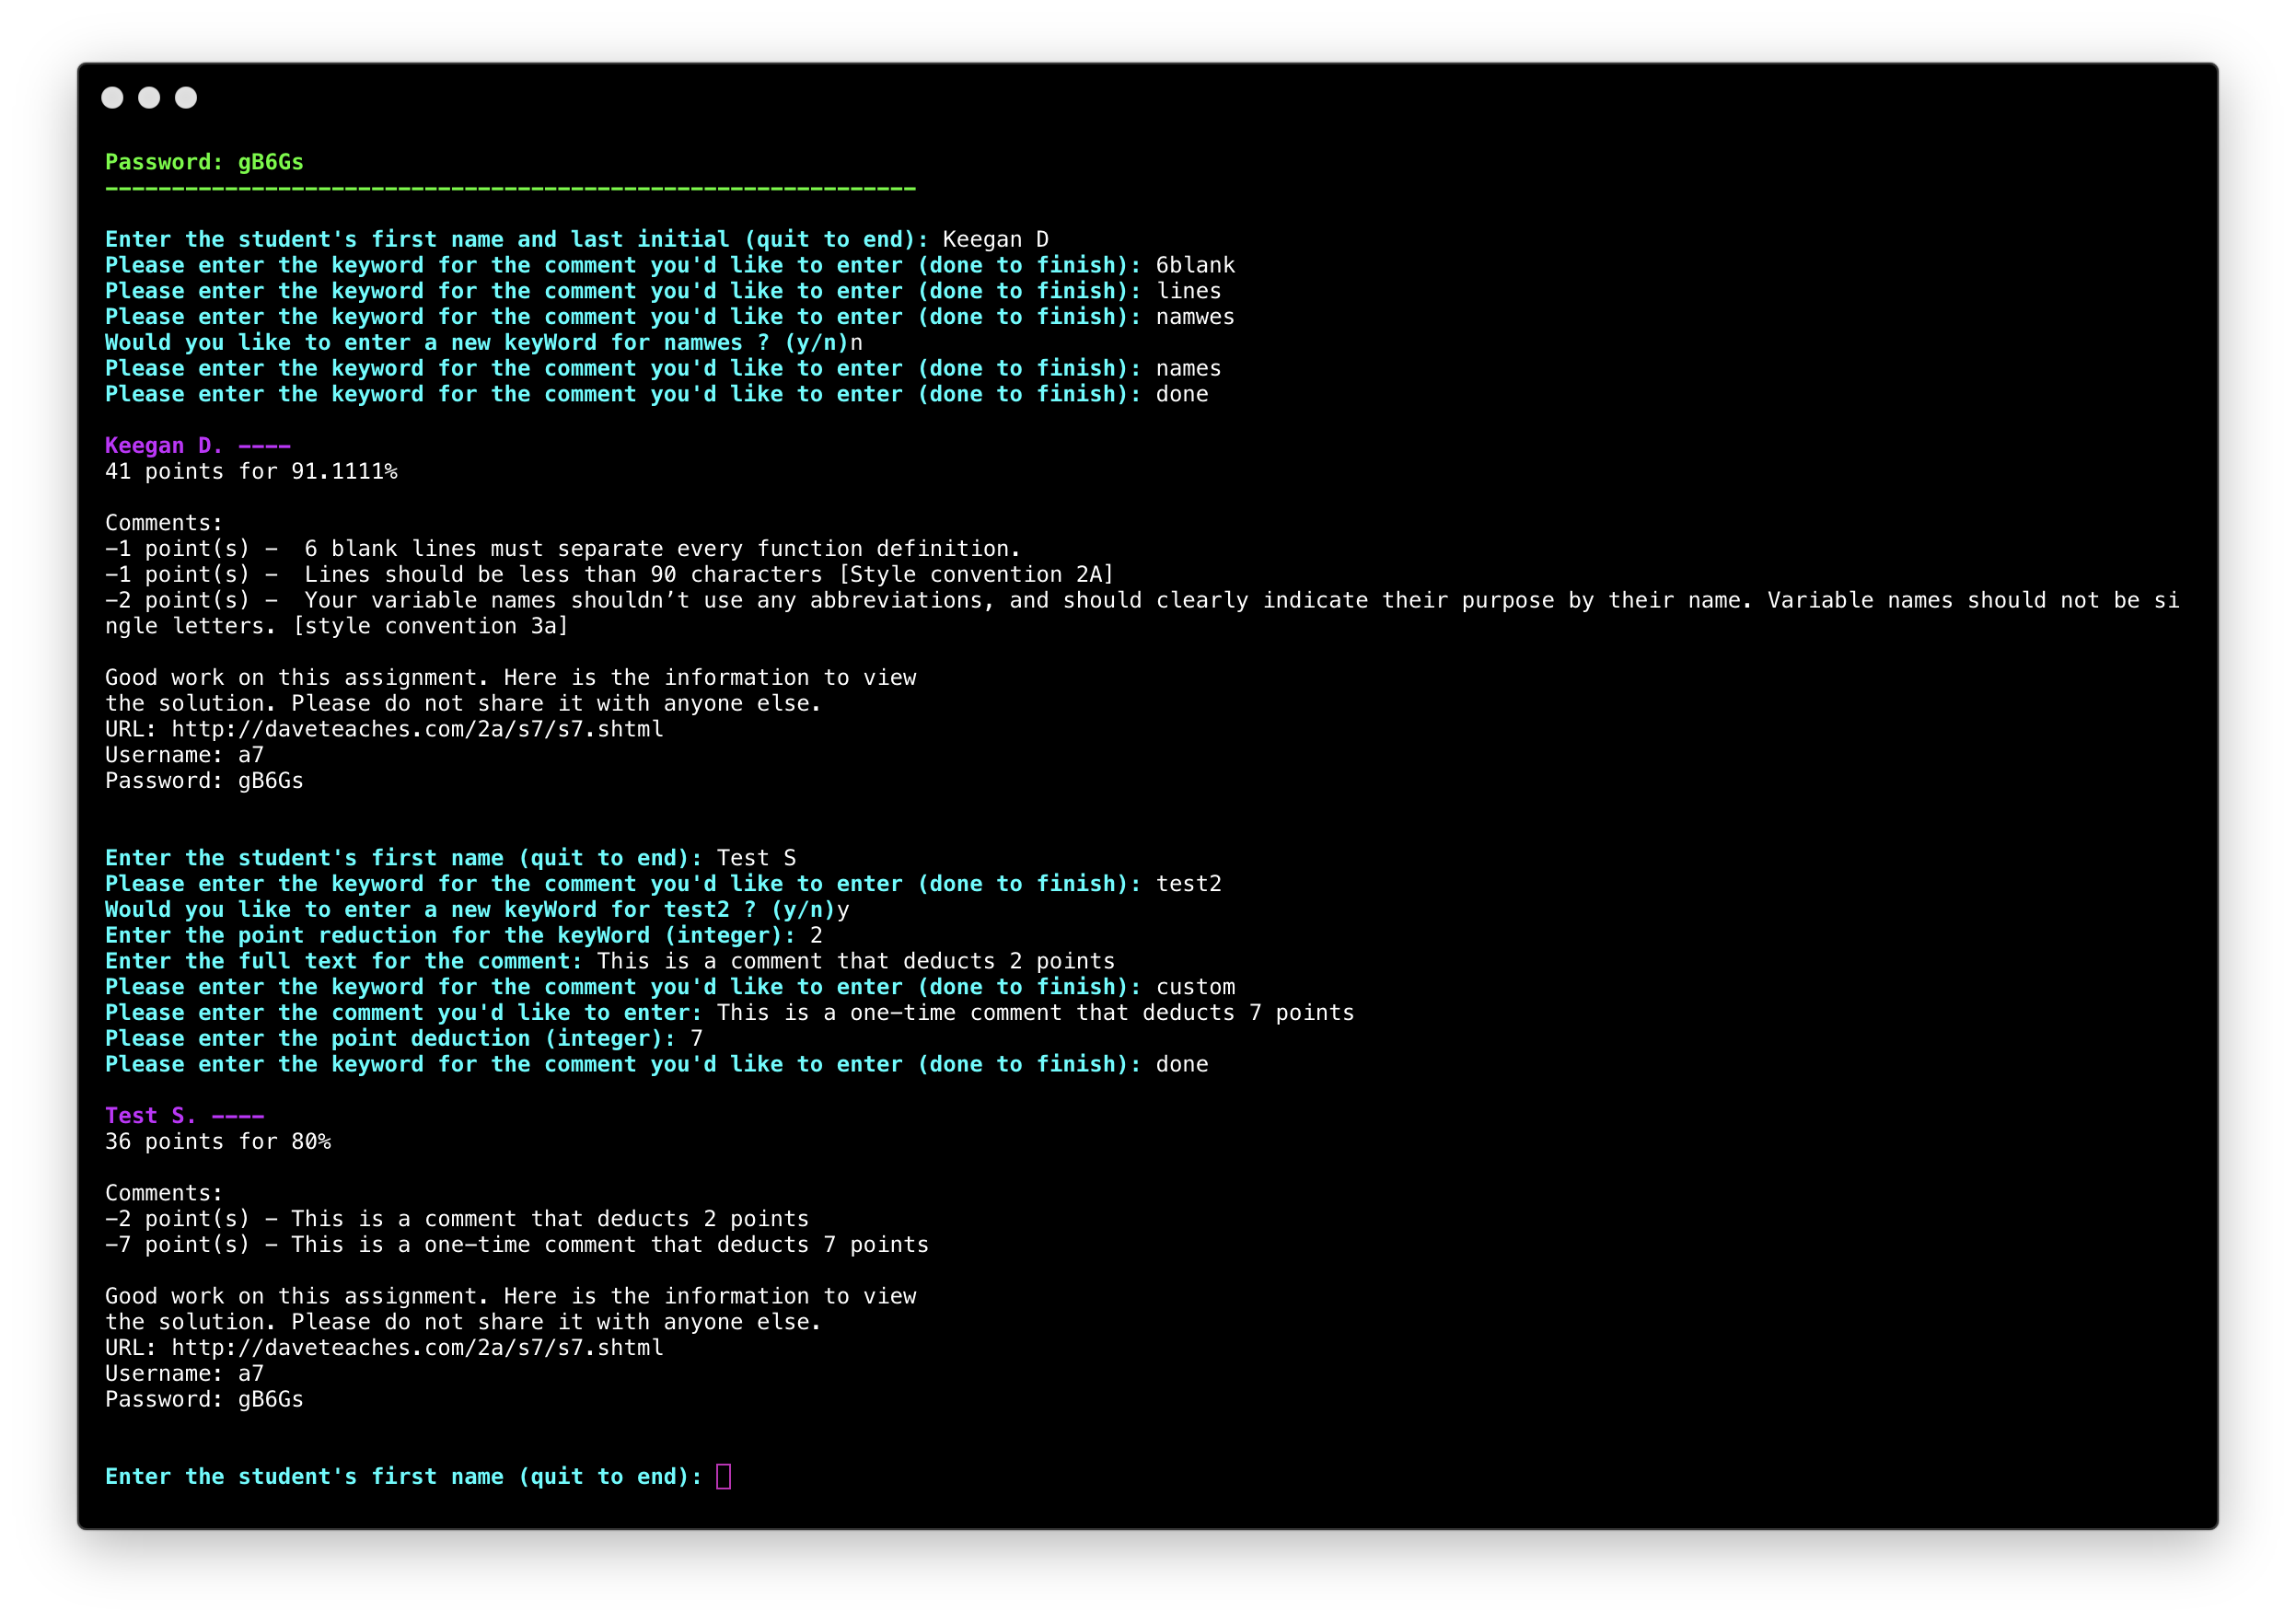 Password: gB6Gs
-------------------------------------------------------------
Enter the student's first name and last initial (quit to end): Keegan D
Please enter the keyword for the comment you'd like to enter (done to finish): 6blank
Please enter the keyword for the comment you'd like to enter (done to finish): lines
Please enter the keyword for the comment you'd like to enter (done to finish): namwes
Would you like to enter a new keyWord for namwes ? (y/n)n
Please enter the keyword for the comment you'd like to enter (done to finish): names
Please enter the keyword for the comment you'd like to enter (done to finish): done
Keegan D. ----
41 points for 91.1111%
Comments:
-1 point(s) -  6 blank lines must separate every function definition.
-1 point(s) -  Lines should be less than 90 characters [Style convention 2A]
-2 point(s) -  Your variable names shouldn’t use any abbreviations, and should clearly indicate their purpose by their name. Variable names should not be si
ngle letters. [style convention 3a]
Good work on this assignment. Here is the information to view
the solution. Please do not share it with anyone else.
URL: http://daveteaches.com/2a/s7/s7.shtml
Username: a7
Password: gB6Gs
Enter the student's first name (quit to end): Test S
Please enter the keyword for the comment you'd like to enter (done to finish): test2
Would you like to enter a new keyWord for test2 ? (y/n)y
Enter the point reduction for the keyWord (integer): 2
Enter the full text for the comment: This is a comment that deducts 2 points
Please enter the keyword for the comment you'd like to enter (done to finish): custom
Please enter the comment you'd like to enter: This is a one-time comment that deducts 7 points
Please enter the point deduction (integer): 7
Please enter the keyword for the comment you'd like to enter (done to finish): done
Test S. ----
36 points for 80%
Comments:
-2 point(s) - This is a comment that deducts 2 points
-7 point(s) - This is a one-time comment that deducts 7 points
Good work on this assignment. Here is the information to view
the solution. Please do not share it with anyone else.
URL: http://daveteaches.com/2a/s7/s7.shtml
Username: a7
Password: gB6Gs
Enter the student's first name (quit to end):